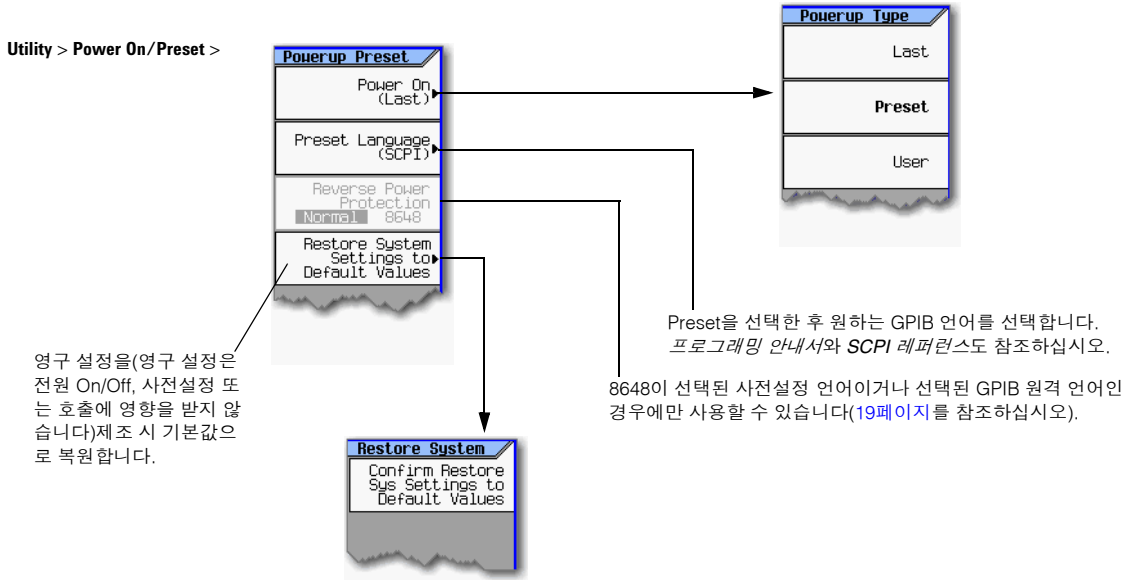 Utility > Power On/Preset >
Powerup Preset
Power On
(Last)
Preset Language
(SCPI)
Reverse Power
Protection
Normal 8648
Restore System
Settings to
Default Values
Powerup Type
Last
Preset
User
Preset을 선택한 후 원하는 GPIB 언어를 선택합니다.
프로그래밍 안내서와 SCPI 레퍼런스도 참조하십시오.
8648이 선택된 사전설정 언어이거나 선택된 GPIB 원격 언어인
경우에만 사용할 수 있습니다(19페이지를 참조하십시오).
영구 설정을(영구 설정은
전원 On/Off, 사전설정 또
는 호출에 영향을 받지 않
습니다)제조 시 기본값으
로 복원합니다.
Restore System
Confirm Restore
Sys Settings to
Default Values